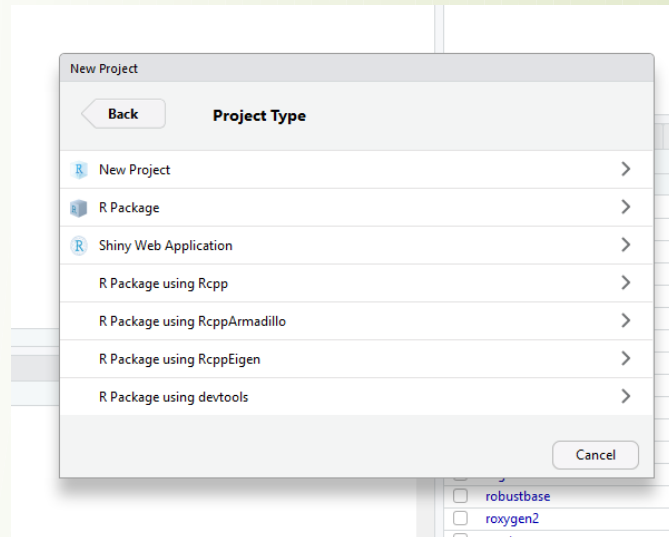 New Project
Back
Project Type
New Project
R Package
Shiny Web Application
R Package using Rcpp
R Package using RcppArmadillo
R Package using RcppEigen
R Package using devtools
Cancel
robustbase
roxygen2